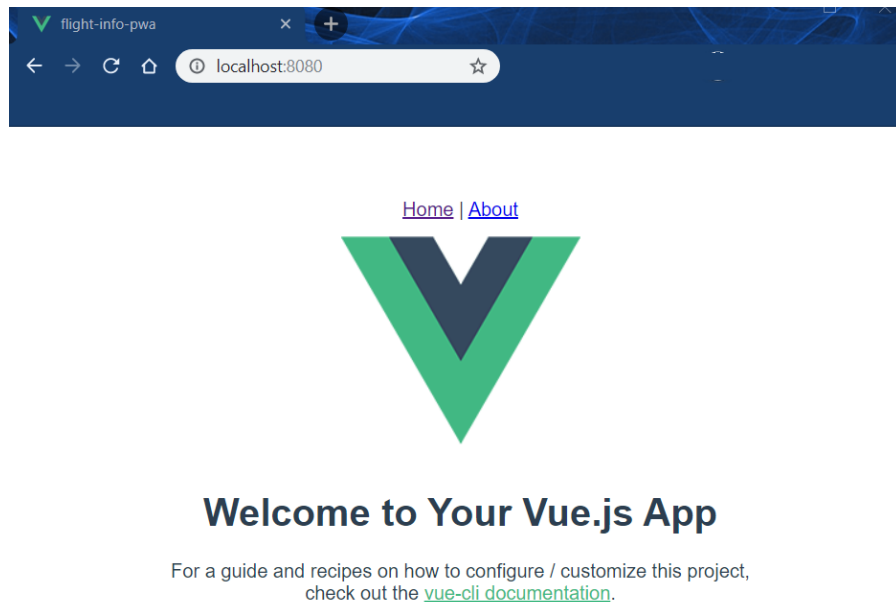 flight-info-pwa
localhost:8080
Home | About
Welcome to Your Vue.js App
For a guide and recipes on how to configure / customize this project,
check out the vue-cli documentation.